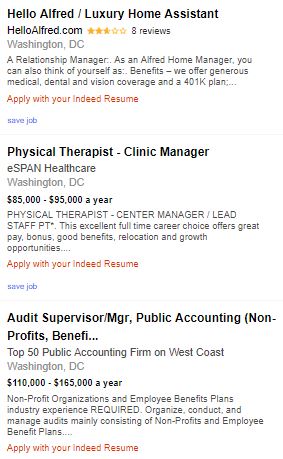 Hello Alfred / Luxury Home Assistant
HelloAlfred.com 8 reviews
Washington, DC
A Relationship Manager:. As an Alfred Home Manager, you
can also think of yourself as:. Benefits – we offer generous
medical, dental and vision coverage and a 401K plan;...
Apply with your Indeed Resume
save job
Physical Therapist - Clinic Manager
eSPAN Healthcare
Washington, DC
$85,000 - $95,000 a year
PHYSICAL THERAPIST - CENTER MANAGER / LEAD
STAFF PT*. This excellent full time career choice offers great
pay, bonus, good benefits, relocation and growth
opportunities....
Apply with your Indeed Resume
save job
Audit Supervisor/Mgr, Public Accounting (Non-
Profits, Benefi...
Top 50 Public Accounting Firm on West Coast
Washington, DC
$110,000 - $165,000 a year
Non-Profit Organizations and Employee Benefits Plans
industry experience REQUIRED. Organize, conduct, and
manage audits mainly consisting of Non-Profits and Employee
Benefit Plans....
Apply with your Indeed Resume